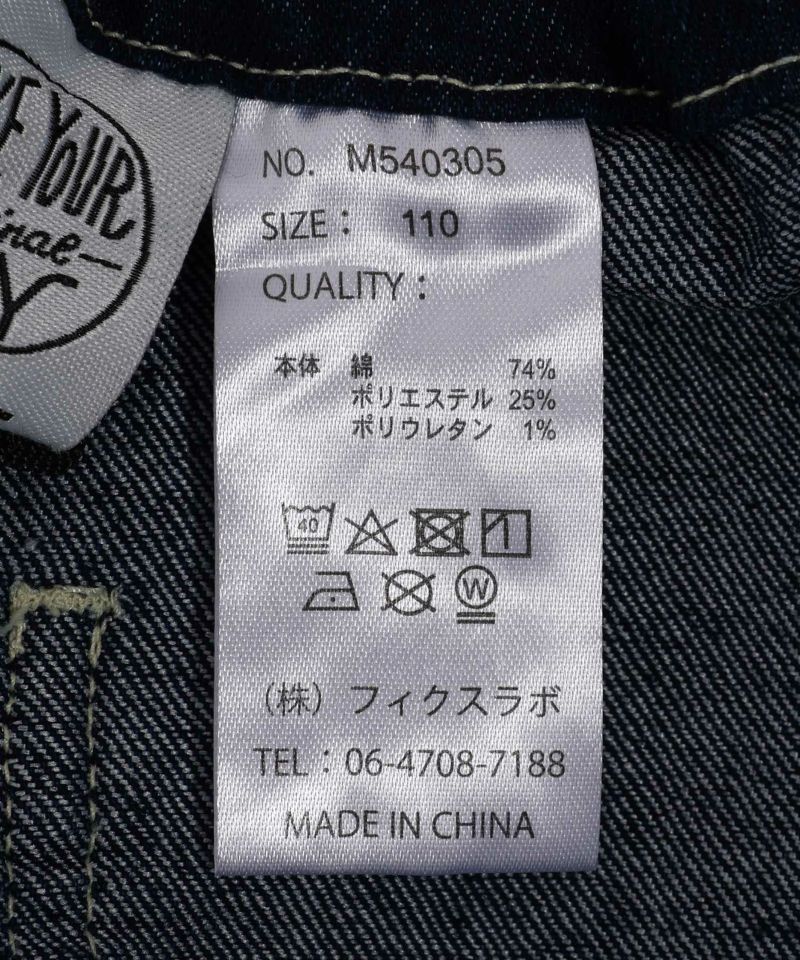 YOUR
NO. M540305
SIZE： 110
QUALITY：
本体 綿 74%
ポリエステル 25%
ポリウレタン 1%
40
W
（株）フィクスラボ
TEL：06-4708-7188
MADE IN CHINA